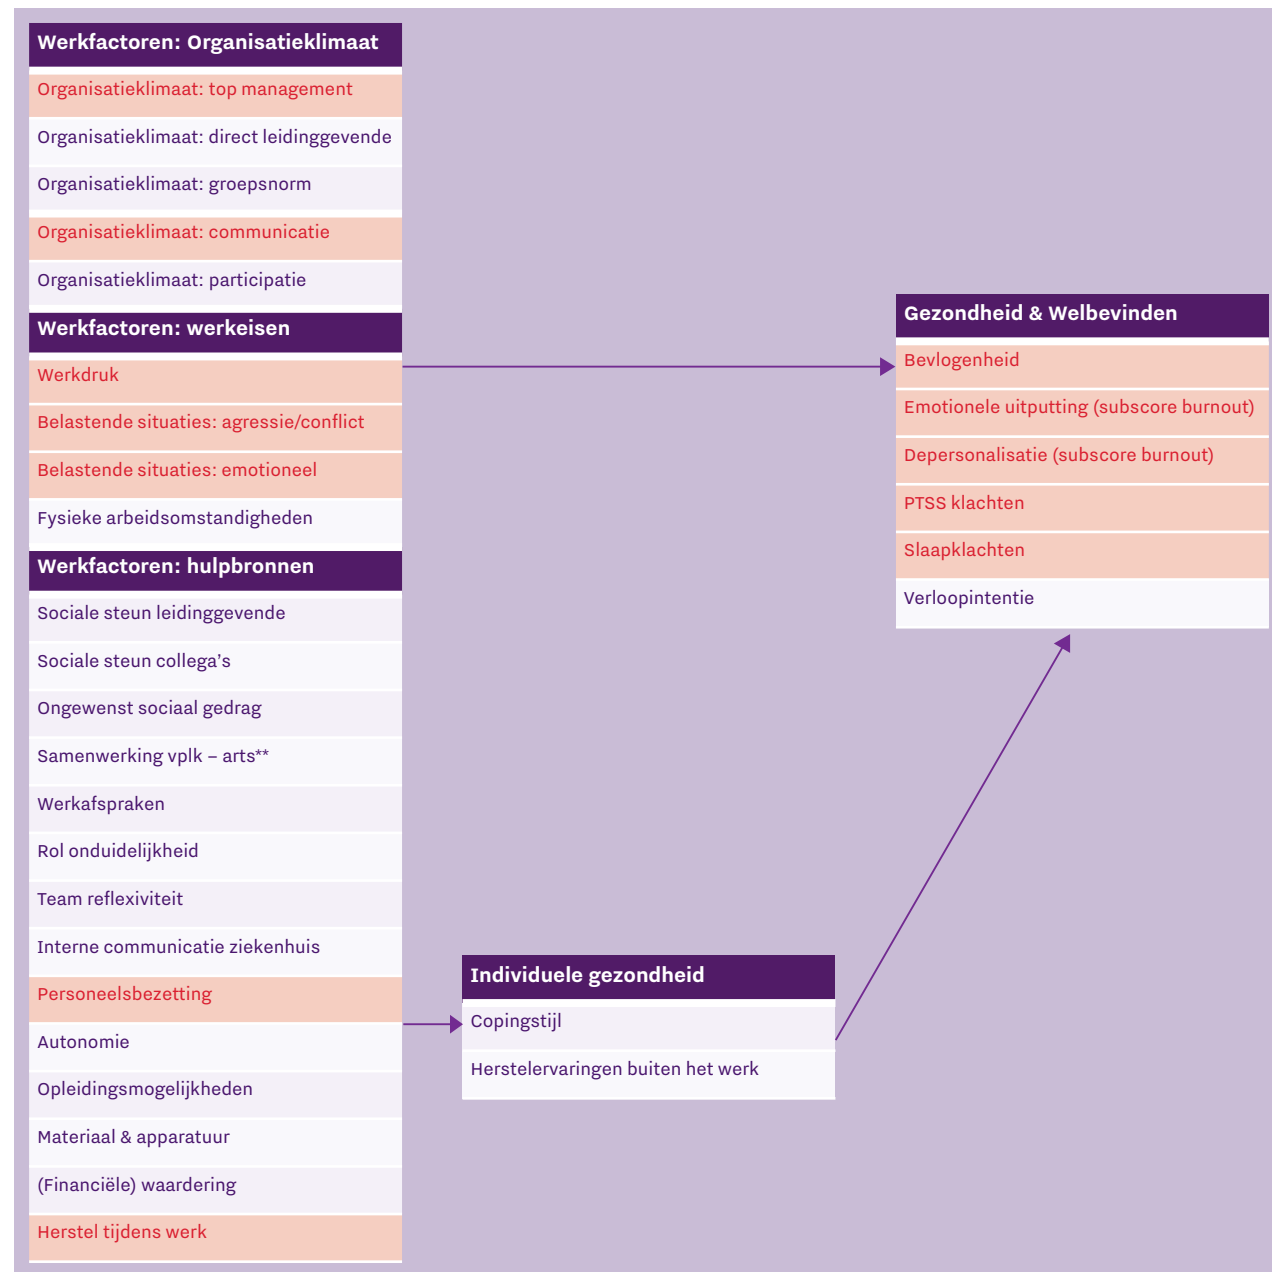 Werkfactoren: Organisatieklimaat
Organisatieklimaat: top management
Organisatieklimaat: direct leidinggevende
Organisatieklimaat: groepsnorm
Organisatieklimaat: communicatie
Organisatieklimaat: participatie
Werkfactoren: werkeisen
Werkdruk
Belastende situaties: agressie/conflict
Belastende situaties: emotioneel
Fysieke arbeidsomstandigheden
Werkfactoren: hulpbronnen
Sociale steun leidinggevende
Sociale steun collega’s
Ongewenst sociaal gedrag
Samenwerking vplk – arts**
Werkafspraken
Rol onduidelijkheid
Team reflexiviteit
Interne communicatie ziekenhuis
Personeelsbezetting
Autonomie
Opleidingsmogelijkheden
Materiaal & apparatuur
(Financiële) waardering
Herstel tijdens werk
Individuele gezondheid
Copingstijl
Herstelervaringen buiten het werk
Gezondheid & Welbevinden
Bevlogenheid
Emotionele uitputting (subscore burnout)
Depersonalisatie (subscore burnout)
PTSS klachten
Slaapklachten
Verloopintentie